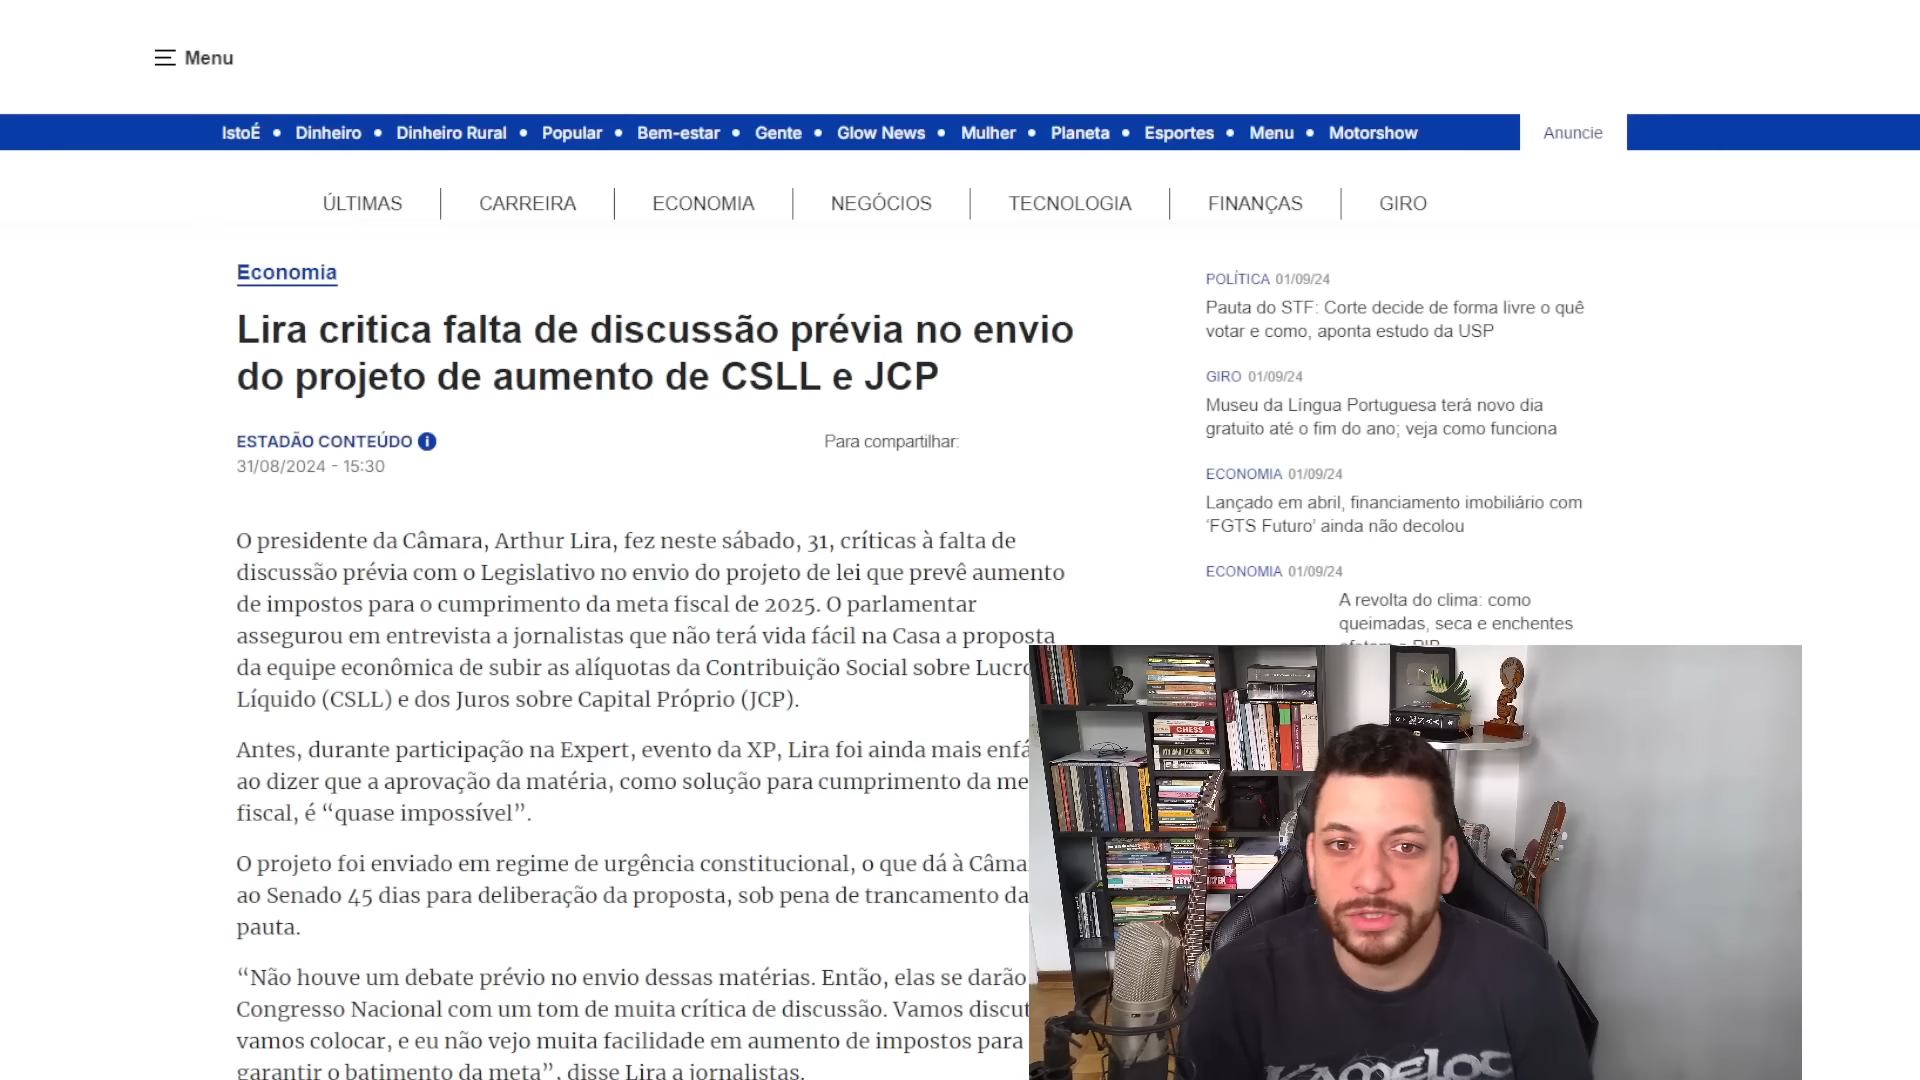 Menu
IstoÉ • Dinheiro • Dinheiro Rural • Popular • Bem-estar • Gente • Glow News • Mulher • Planeta • Esportes • Menu • Motorshow
Anuncie
ÚLTIMAS
CARREIRA
ECONOMIA
NEGÓCIOS
TECNOLOGIA
FINANÇAS
GIRO
Economia
Lira critica falta de discussão prévia no envio
do projeto de aumento de CSLL e JCP
ESTADÃO CONTEÚDO i
31/08/2024 - 15:30
Para compartilhar:
O presidente da Câmara, Arthur Lira, fez neste sábado, 31, críticas à falta de
discussão prévia com o Legislativo no envio do projeto de lei que prevê aumento
de impostos para o cumprimento da meta fiscal de 2025. O parlamentar
assegurou em entrevista a jornalistas que não terá vida fácil na Casa a proposta
da equipe econômica de subir as alíquotas da Contribuição Social sobre Lucro
Líquido (CSLL) e dos Juros sobre Capital Próprio (JCP).
Antes, durante participação na Expert, evento da XP, Lira foi ainda mais enfá
ao dizer que a aprovação da matéria, como solução para cumprimento da me
fiscal, é “quase impossível”.
O projeto foi enviado em regime de urgência constitucional, o que dá à Câma
ao Senado 45 dias para deliberação da proposta, sob pena de trancamento da
pauta.
“Não houve um debate prévio no envio dessas matérias. Então, elas se darão
Congresso Nacional com um tom de muita crítica de discussão. Vamos discut
vamos colocar, e eu não vejo muita facilidade em aumento de impostos para
garantir o batimento da meta”, disse Lira a jornalistas.
POLÍTICA 01/09/24
Pauta do STF: Corte decide de forma livre o quê
votar e como, aponta estudo da USP
GIRO 01/09/24
Museu da Língua Portuguesa terá novo dia
gratuito até o fim do ano; veja como funciona
ECONOMIA 01/09/24
Lançado em abril, financiamento imobiliário com
‘FGTS Futuro’ ainda não decolou
ECONOMIA 01/09/24
A revolta do clima: como
queimadas, seca e enchentes
afetam o PIB
CHESS
KAMELOT